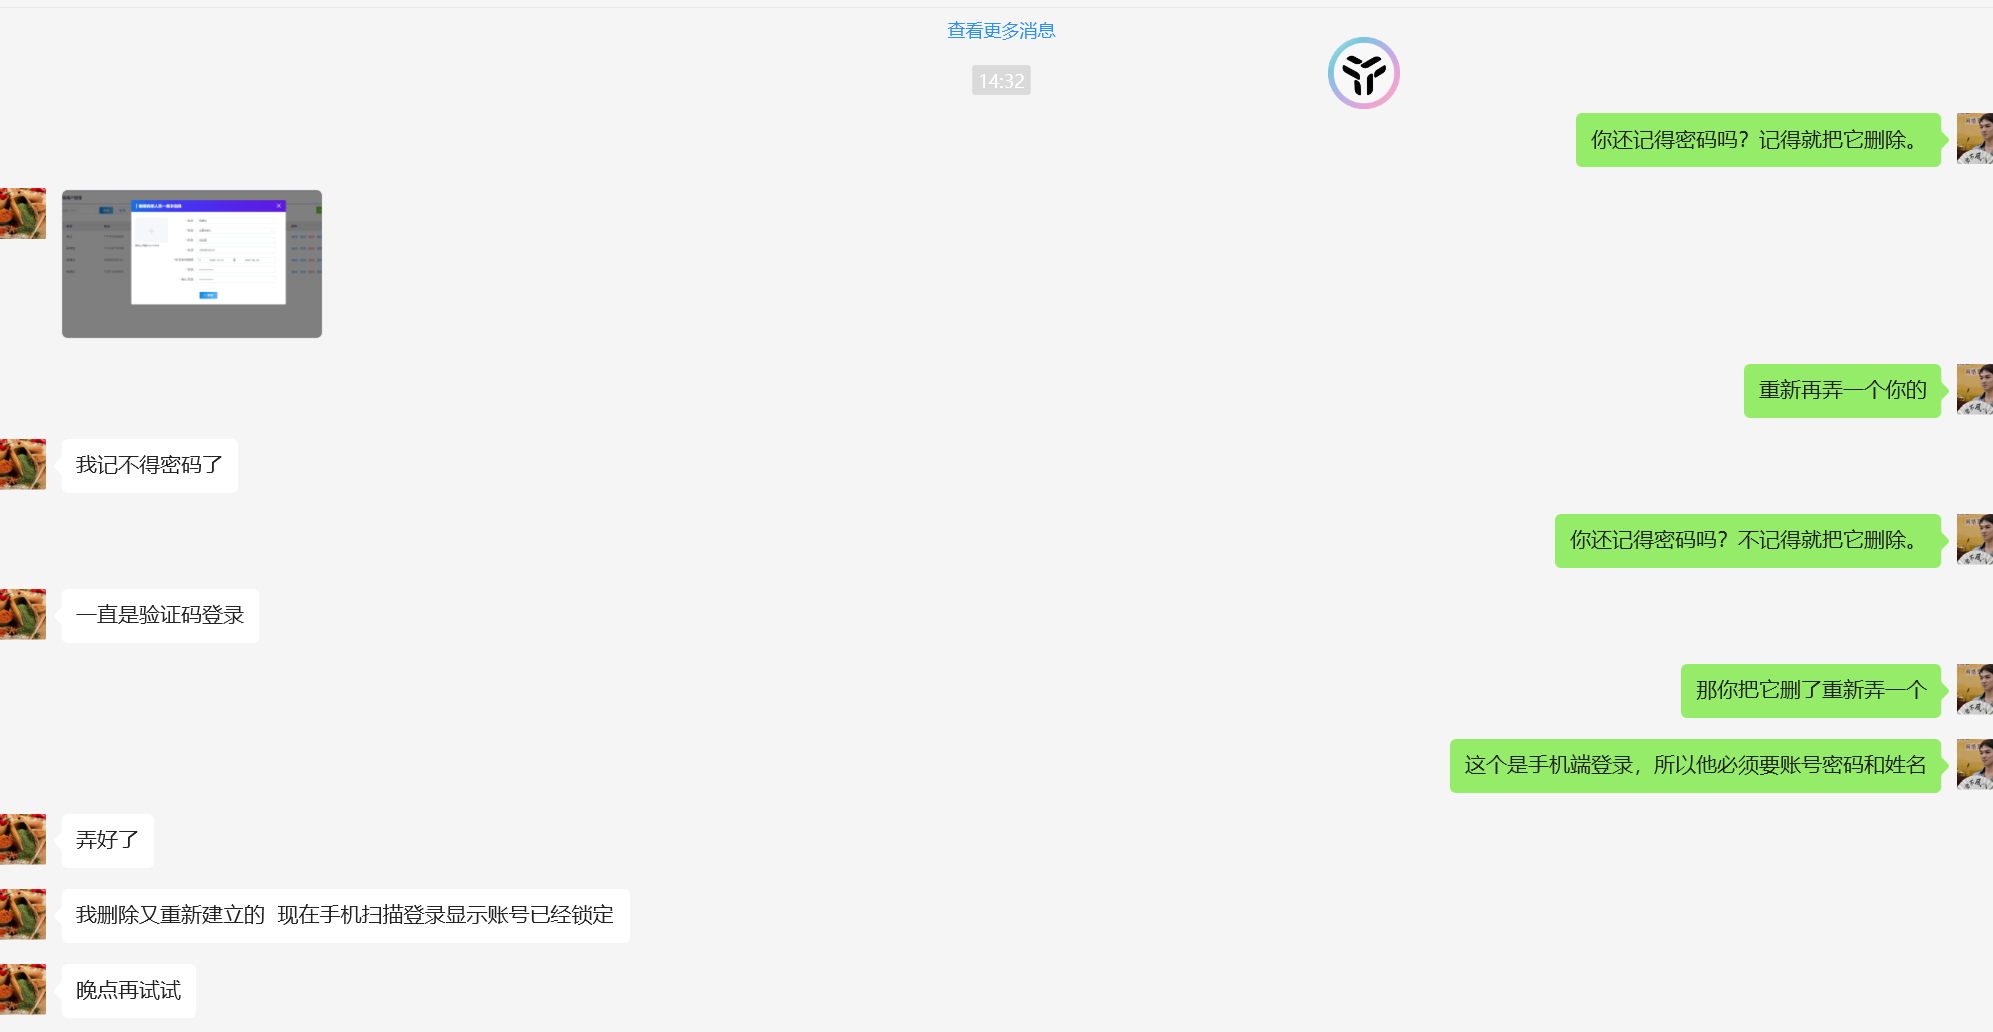 查看更多消息
14:32
你还记得密码吗？记得就把它删除。
重新再弄一个你的
我记不得密码了
你还记得密码吗？不记得就把它删除。
一直是验证码登录
那你把它删了重新弄一个
这个是手机端登录，所以他必须要账号密码和姓名
弄好了
我删除又重新建立的  现在手机扫描登录显示账号已经锁定
晚点再试试